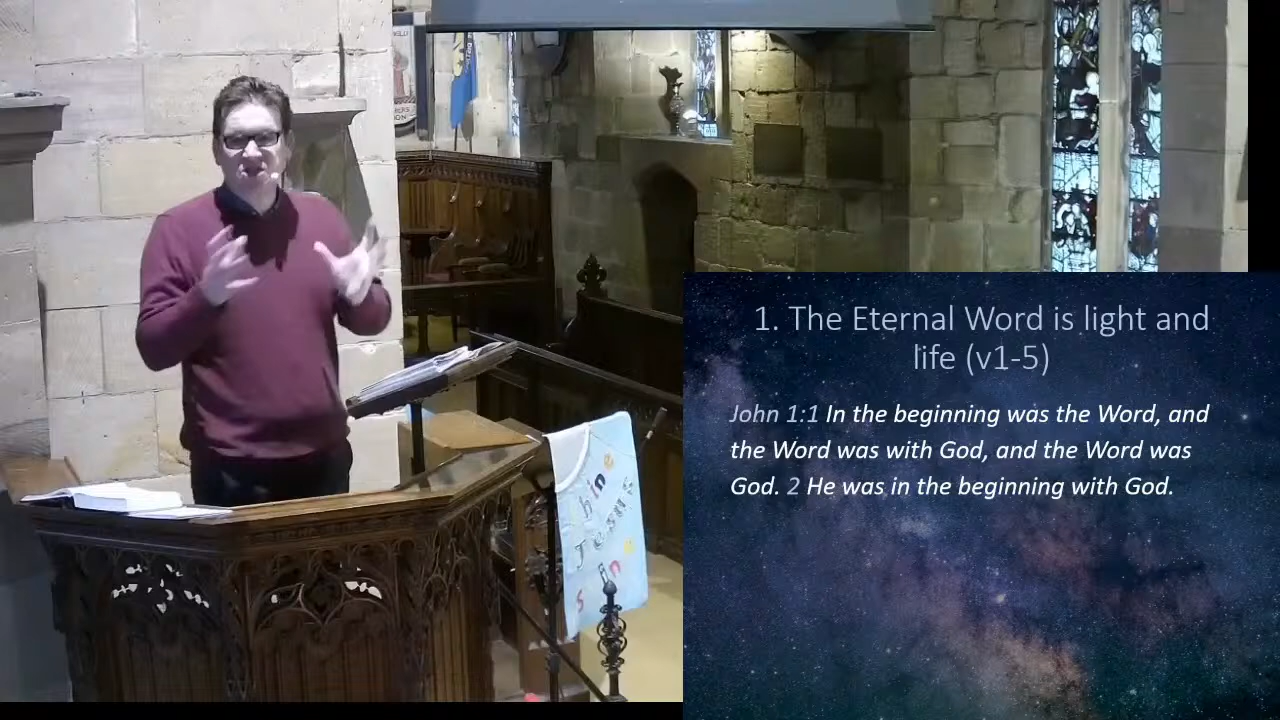 1. The Eternal Word is light and
life (v1-5)
John 1:1 In the beginning was the Word, and
the Word was with God, and the Word was
God. 2 He was in the beginning with God.
Jesus